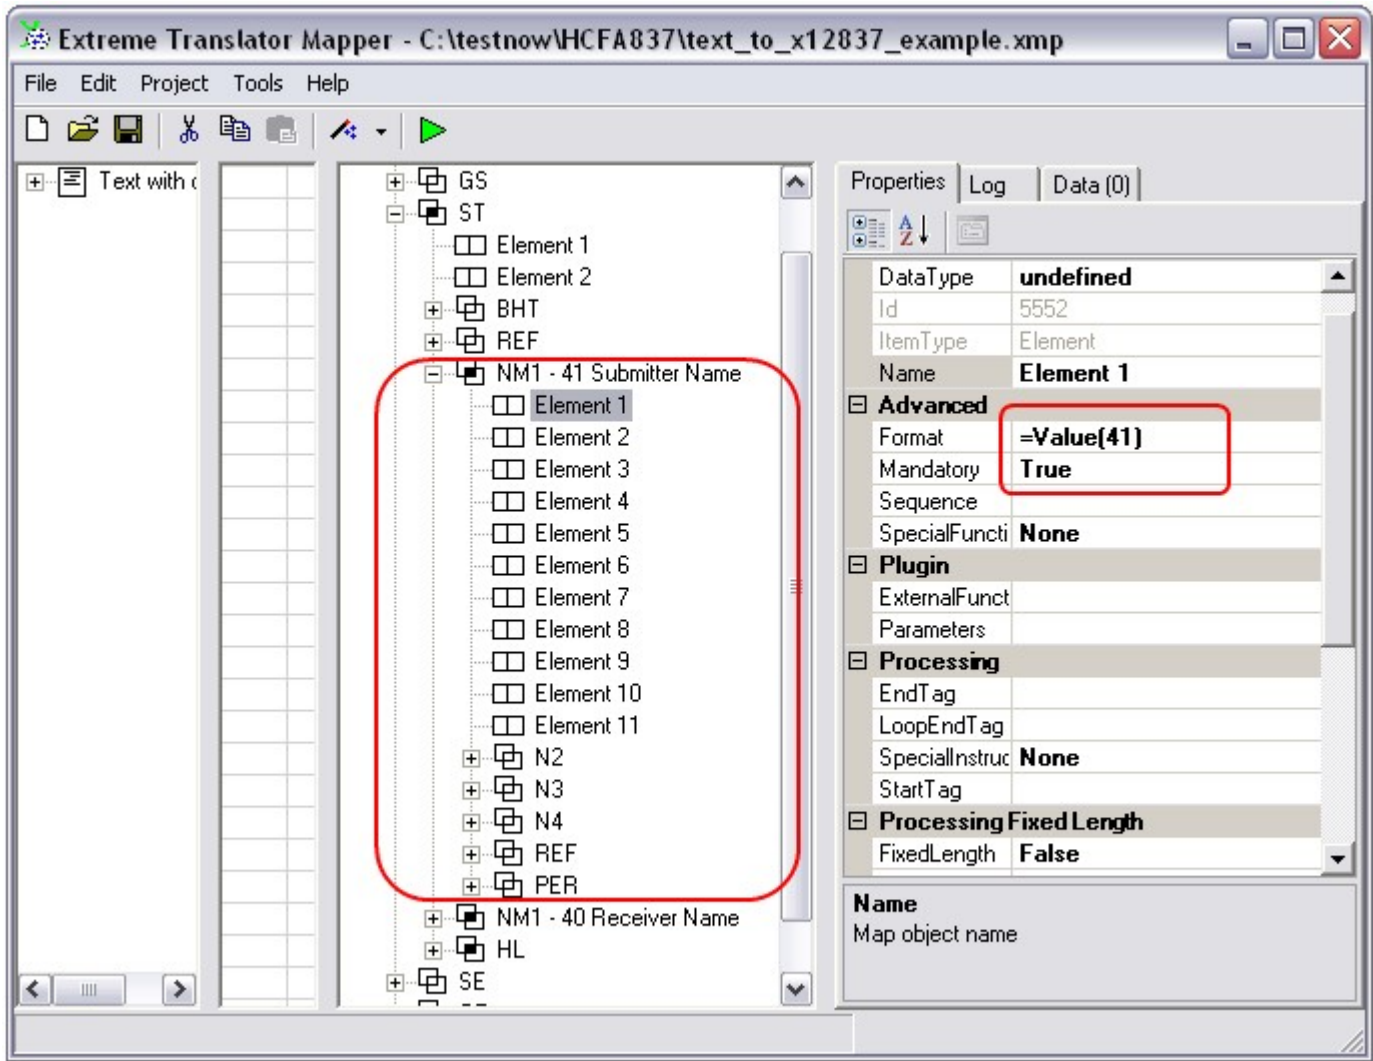 Extreme Translator Mapper - C:\testnow\HCFA837\text_to_x12837_example.xmp
File Edit Project Tools Help
Text with
GS
ST
Element 1
Element 2
BHT
REF
NM1 - 41 Submitter Name
Element 1
Element 2
Element 3
Element 4
Element 5
Element 6
Element 7
Element 8
Element 9
Element 10
Element 11
N2
N3
N4
REF
PER
NM1 - 40 Receiver Name
HL
SE
Properties Log Data (0)
DataType undefined
Id 5552
ItemType Element
Name Element 1
Advanced
Format =Value(41)
Mandatory True
Sequence
SpecialFuncti None
Plugin
ExternalFunct
Parameters
Processing
EndTag
LoopEndTag
SpecialInstruc None
StartTag
Processing Fixed Length
FixedLength False
Name
Map object name